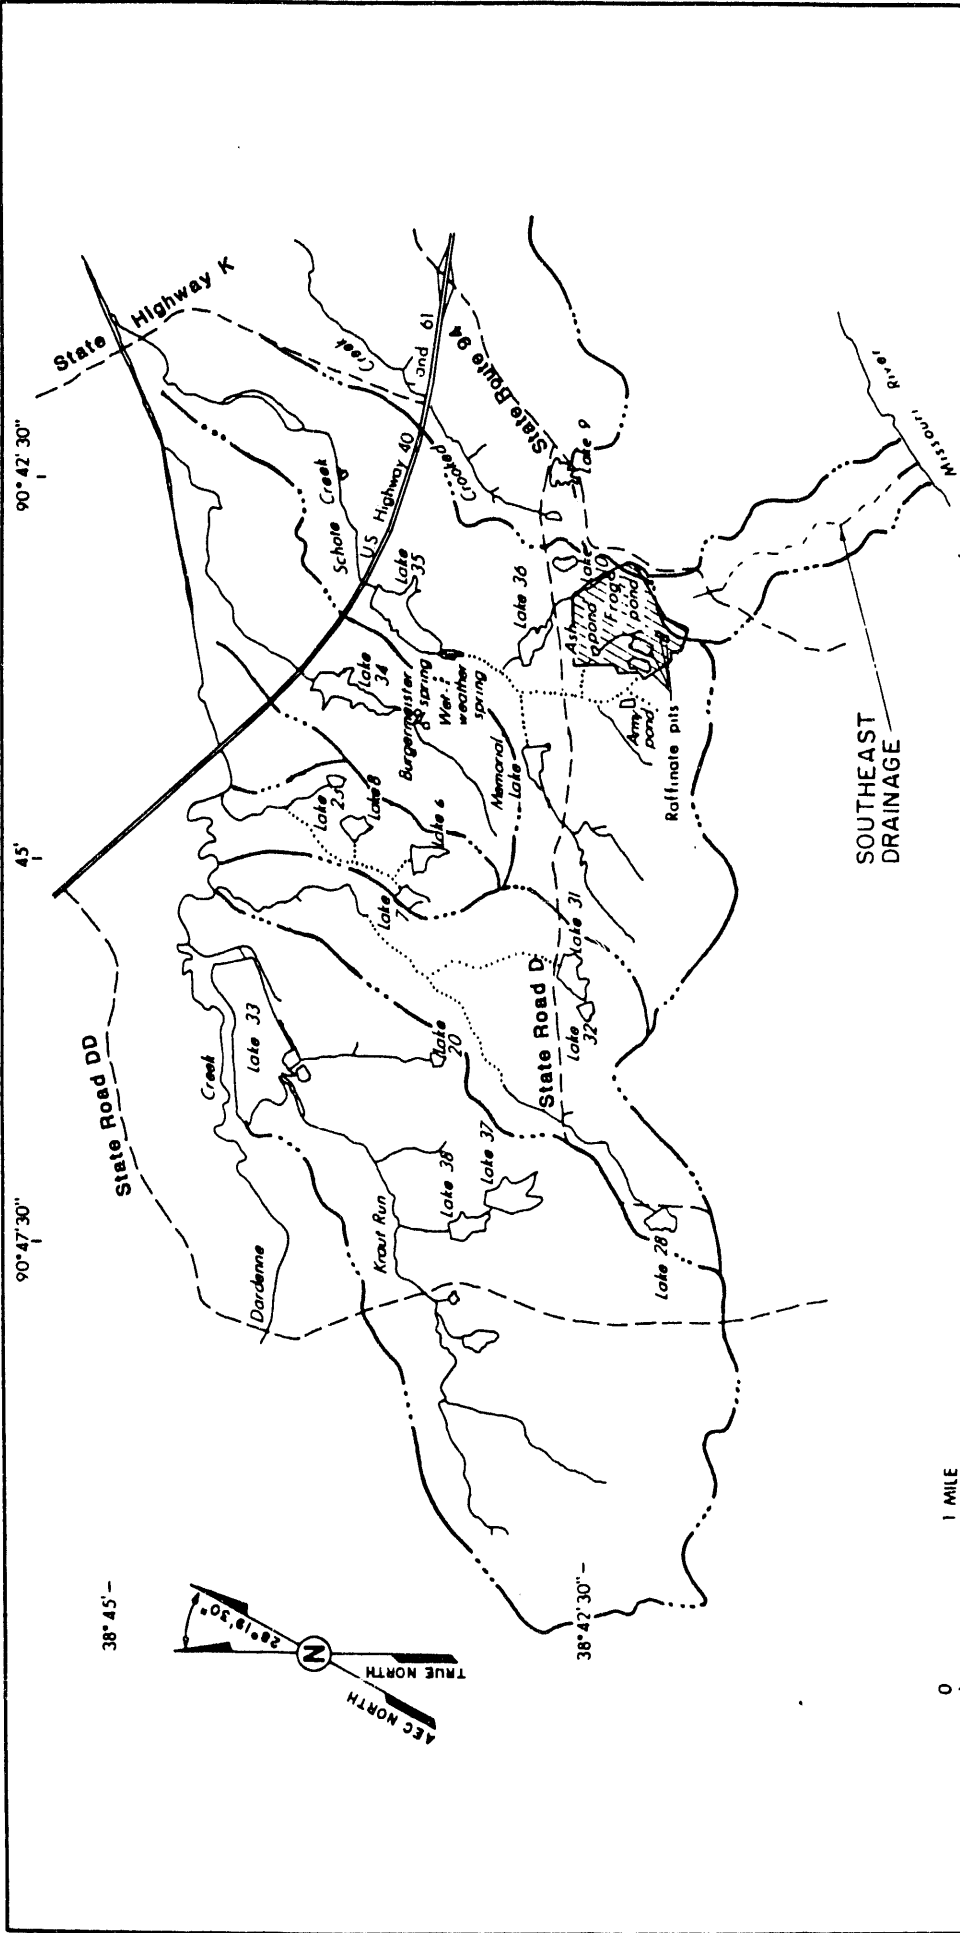 State
Highway K
90° 42' 30"
45'
90° 47' 30"
38° 45'
38° 42' 30"
State Road DD
Schote
Creek
US Highway 40
and 61
Crooked
Creek
State Route 94
Lake 9
Lake
35
Lake 36
Lake
10
Ash
pond
Frog
pond
Lake
34
Burgermeister
spring
Wet-
weather
spring
Army
pond
Raffinate pits
Memorial
Lake
Lake
23
Lake 8
Lake 6
Lake
7
Lake 31
Lake
32
State Road D
Lake 33
Creek
Dardenne
Lake
20
Lake 37
Lake 38
Kraut Run
Lake 28
Missouri River
SOUTHEAST
DRAINAGE
28° 19' 30"
N
TRUE NORTH
AEC NORTH
0
1 MILE